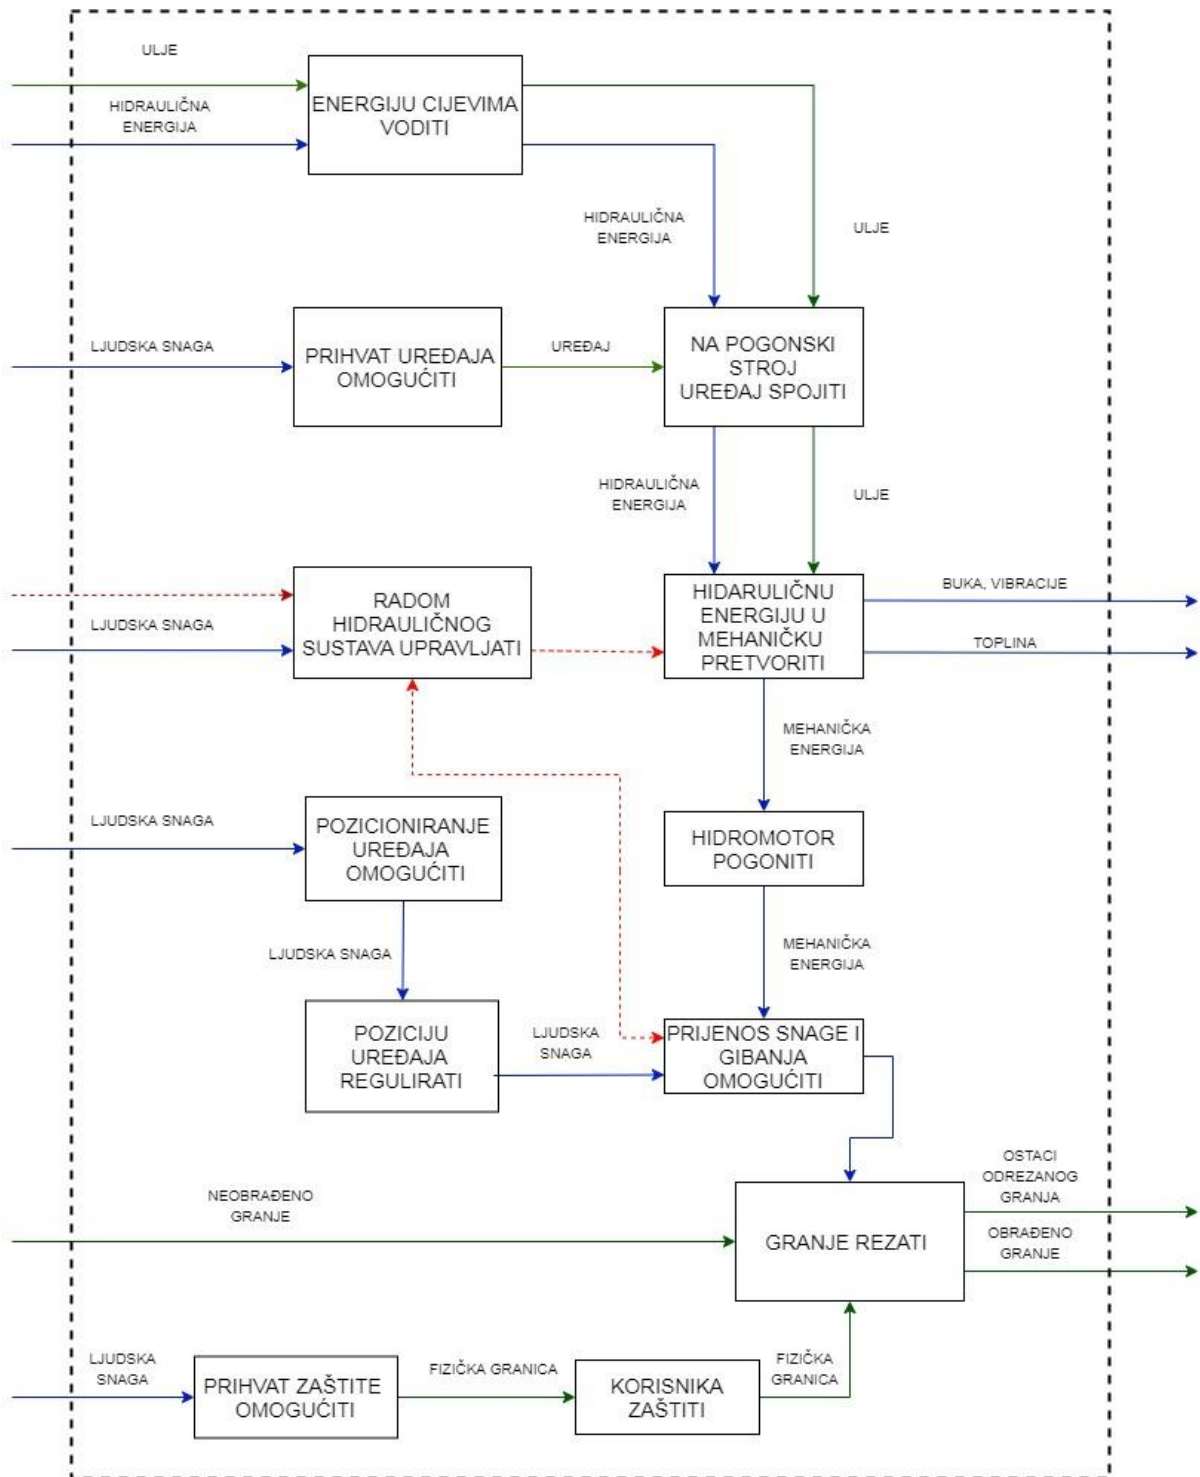 ULJE
ENERGIJU CIJEVIMA
VODITI
HIDRAULIČNA
ENERGIJA
HIDRAULIČNA
ENERGIJA
ULJE
LJUDSKA SNAGA
PRIHVAT UREĐAJA
OMOGUĆITI
UREĐAJ
NA POGONSKI
STROJ
UREĐAJ SPOJITI
HIDRAULIČNA
ENERGIJA
ULJE
LJUDSKA SNAGA
RADOM
HIDRAULIČNOG
SUSTAVA UPRAVLJATI
HIDARULIČNU
ENERGIJU U
MEHANIČKU
PRETVORITI
BUKA, VIBRACIJE
TOPLINA
MEHANIČKA
ENERGIJA
LJUDSKA SNAGA
POZICIONIRANJE
UREĐAJA
OMOGUĆITI
HIDROMOTOR
POGONITI
LJUDSKA SNAGA
MEHANIČKA
ENERGIJA
POZICIJU
UREĐAJA
REGULIRATI
LJUDSKA
SNAGA
PRIJENOS SNAGE I
GIBANJA
OMOGUĆITI
NEOBRAĐENO
GRANJE
GRANJE REZATI
OSTACI
ODREZANOG
GRANJA
OBRAĐENO
GRANJE
LJUDSKA
SNAGA
PRIHVAT ZAŠTITE
OMOGUĆITI
FIZIČKA GRANICA
KORISNIKA
ZAŠTITI
FIZIČKA
GRANICA